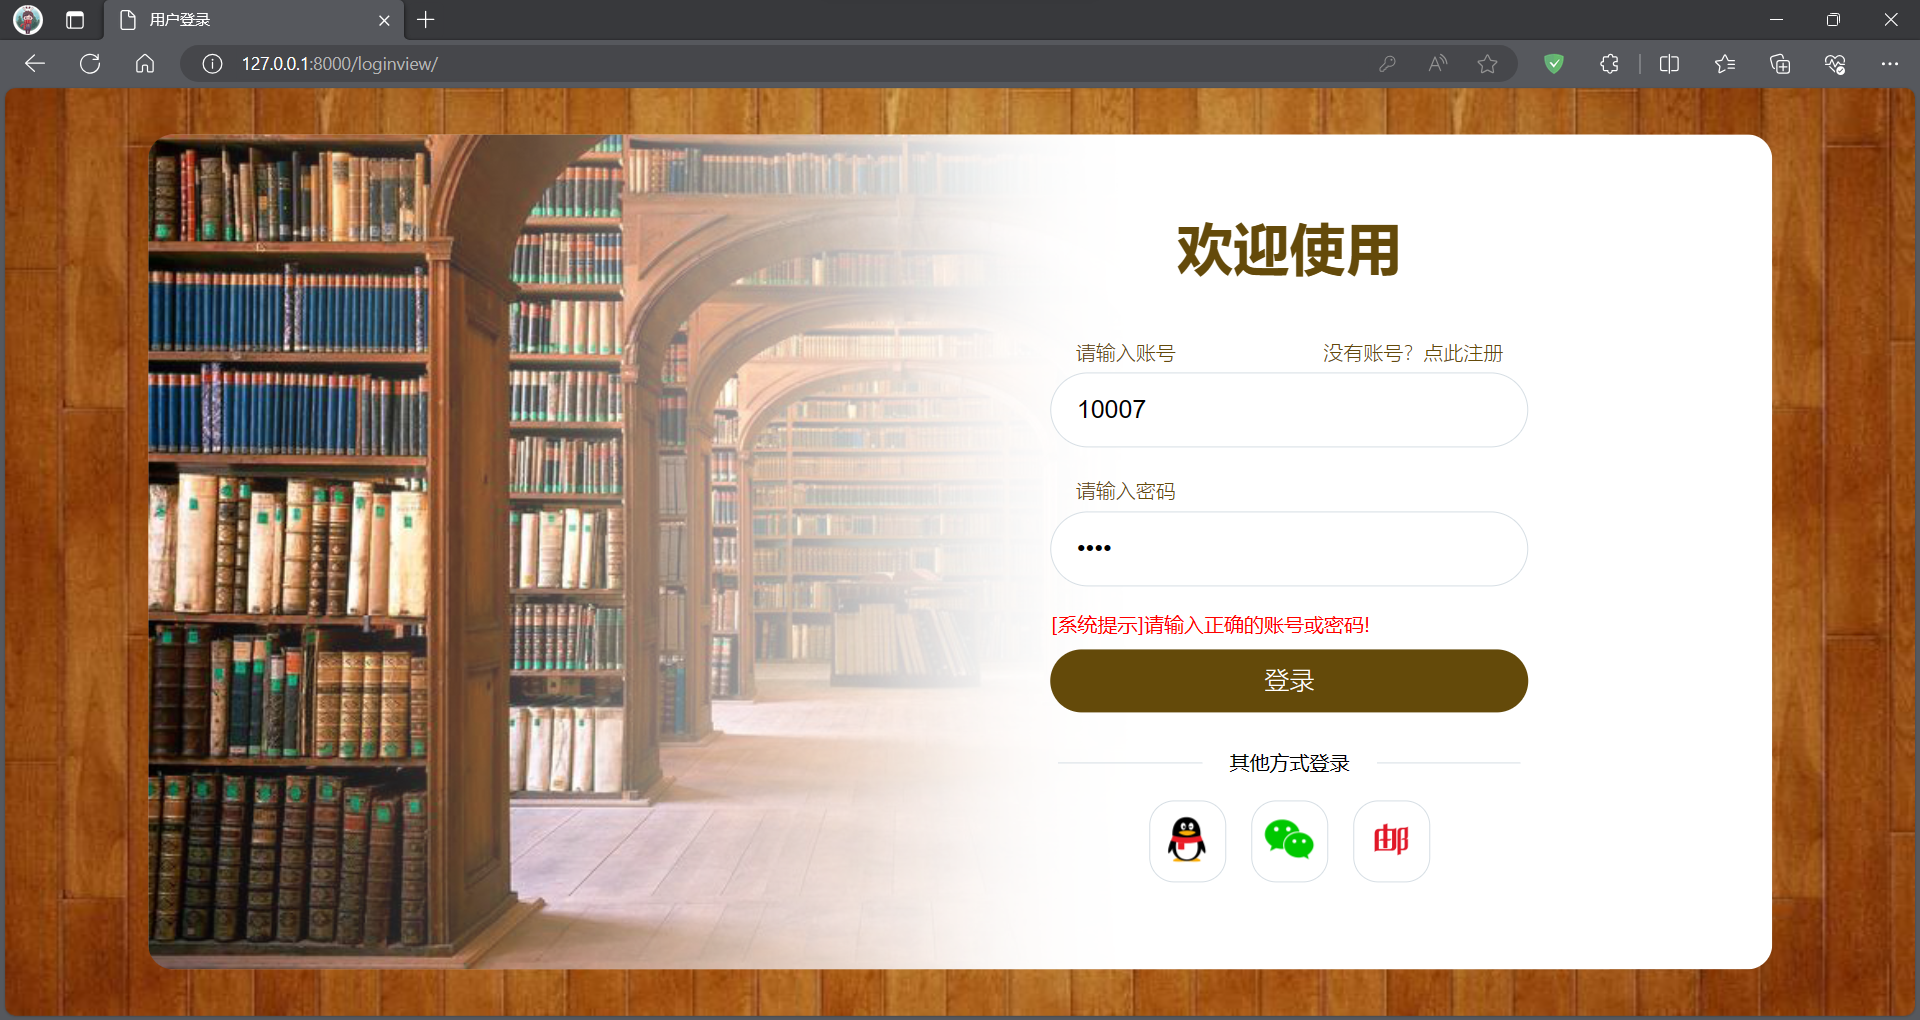 用户登录
127.0.0.1:8000/loginview/
欢迎使用
请输入账号
没有账号？点此注册
10007
请输入密码
••••
[系统提示]请输入正确的账号或密码!
登录
其他方式登录
邮